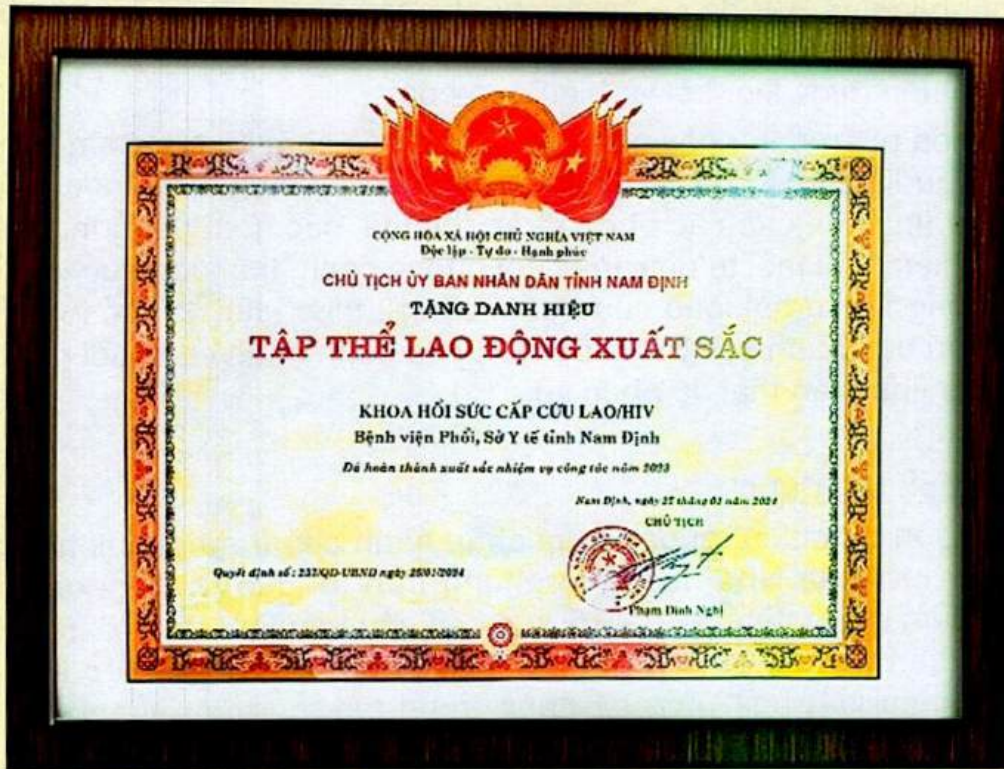 CỘNG HÒA XÃ HỘI CHỦ NGHĨA VIỆT NAM
Độc lập - Tự do - Hạnh phúc
CHỦ TỊCH ỦY BAN NHÂN DÂN TỈNH NAM ĐỊNH
TẶNG DANH HIỆU
TẬP THỂ LAO ĐỘNG XUẤT SẮC
KHOA HỒI SỨC CẤP CỨU LAO/HIV
Bệnh viện Phổi, Sở Y tế tỉnh Nam Định
Đã hoàn thành xuất sắc nhiệm vụ công tác năm 2023
Nam Định, ngày 25 tháng 01 năm 2024
CHỦ TỊCH
Quyết định số: 232/QĐ-UBND ngày 25/01/2024
Phạm Đình Nghị